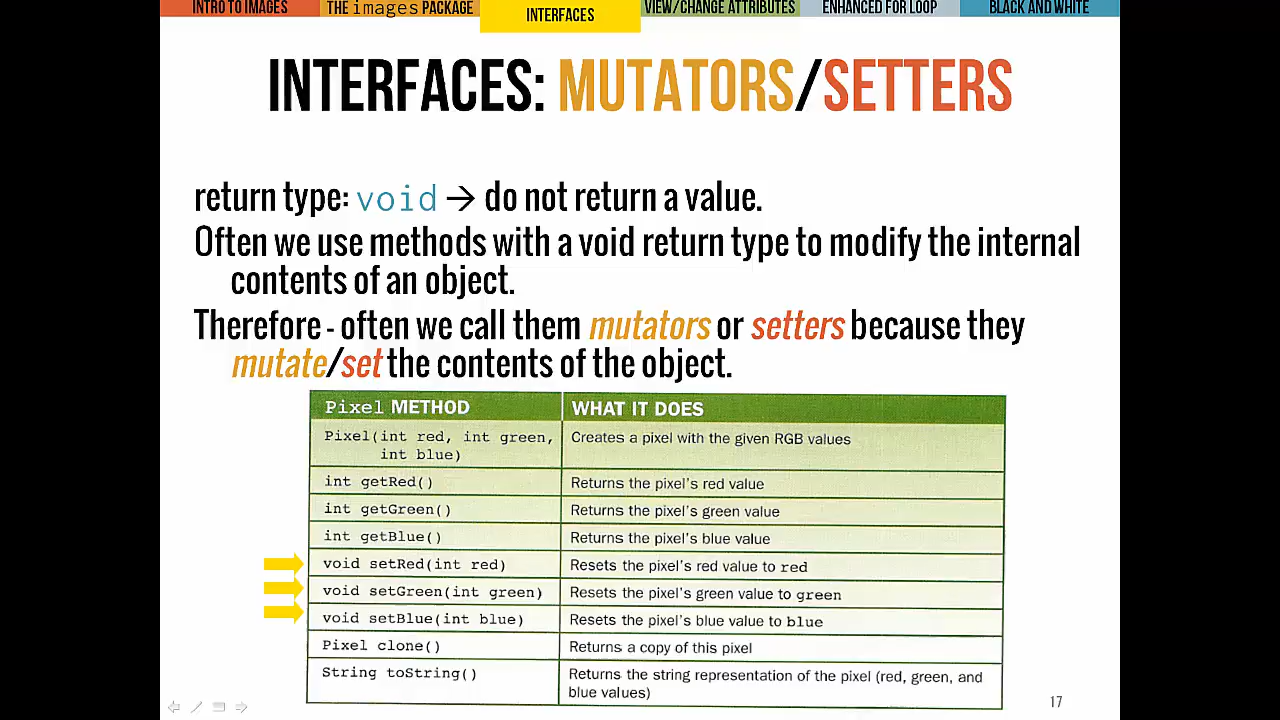 INTRO TO IMAGES
THE images PACKAGE
INTERFACES
VIEW/CHANGE ATTRIBUTES
ENHANCED FOR LOOP
BLACK AND WHITE
INTERFACES: MUTATORS/SETTERS
return type: void → do not return a value.
Often we use methods with a void return type to modify the internal
contents of an object.
Therefore - often we call them mutators or setters because they
mutate/set the contents of the object.
Pixel METHOD WHAT IT DOES
Pixel(int red, int green, Creates a pixel with the given RGB values
int blue)
int getRed() Returns the pixel's red value
int getGreen() Returns the pixel's green value
int getBlue() Returns the pixel's blue value
void setRed(int red) Resets the pixel's red value to red
void setGreen(int green) Resets the pixel's green value to green
void setBlue(int blue) Resets the pixel's blue value to blue
Pixel clone() Returns a copy of this pixel
String toString() Returns the string representation of the pixel (red, green, and
blue values)
17